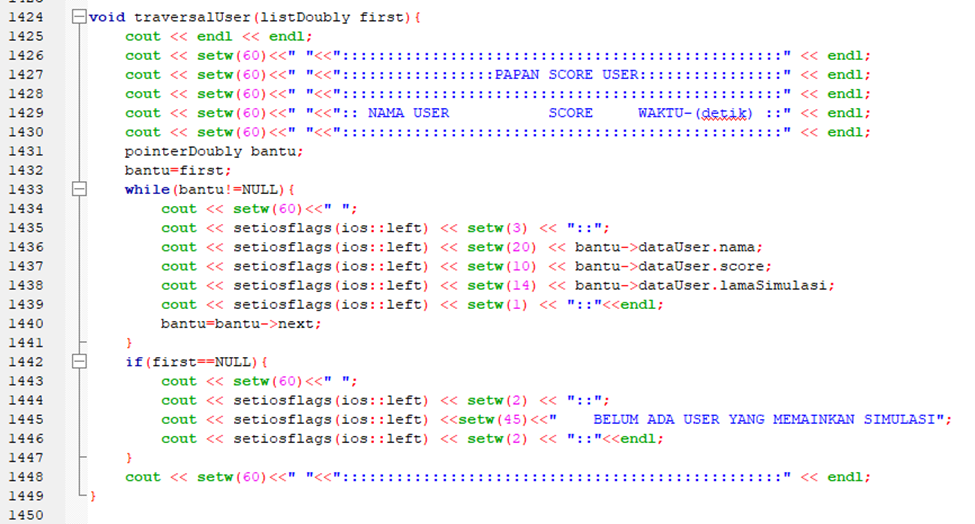 1424 void traversalUser(listDoubly first){
1425 cout << endl << endl;
1426 cout << setw(60)<<" "<<"::::::::::::::::::::::::::::::::::::::::::::::::" << endl;
1427 cout << setw(60)<<" "<<":::::::::::::::::PAPAN SCORE USER::::::::::::::::" << endl;
1428 cout << setw(60)<<" "<<"::::::::::::::::::::::::::::::::::::::::::::::::" << endl;
1429 cout << setw(60)<<" "<<":: NAMA USER           SCORE     WAKTU-(detik) ::" << endl;
1430 cout << setw(60)<<" "<<"::::::::::::::::::::::::::::::::::::::::::::::::" << endl;
1431 pointerDoubly bantu;
1432 bantu=first;
1433 while(bantu!=NULL){
1434 cout << setw(60)<<" ";
1435 cout << setiosflags(ios::left) << setw(3) << "::";
1436 cout << setiosflags(ios::left) << setw(20) << bantu->dataUser.nama;
1437 cout << setiosflags(ios::left) << setw(10) << bantu->dataUser.score;
1438 cout << setiosflags(ios::left) << setw(14) << bantu->dataUser.lamaSimulasi;
1439 cout << setiosflags(ios::left) << setw(1) << "::"<<endl;
1440 bantu=bantu->next;
1441 }
1442 if(first==NULL){
1443 cout << setw(60)<<" ";
1444 cout << setiosflags(ios::left) << setw(2) << "::";
1445 cout << setiosflags(ios::left) <<setw(45)<<"    BELUM ADA USER YANG MEMAINKAN SIMULASI";
1446 cout << setiosflags(ios::left) << setw(2) << "::"<<endl;
1447 }
1448 cout << setw(60)<<" "<<"::::::::::::::::::::::::::::::::::::::::::::::::" << endl;
1449 }
1450